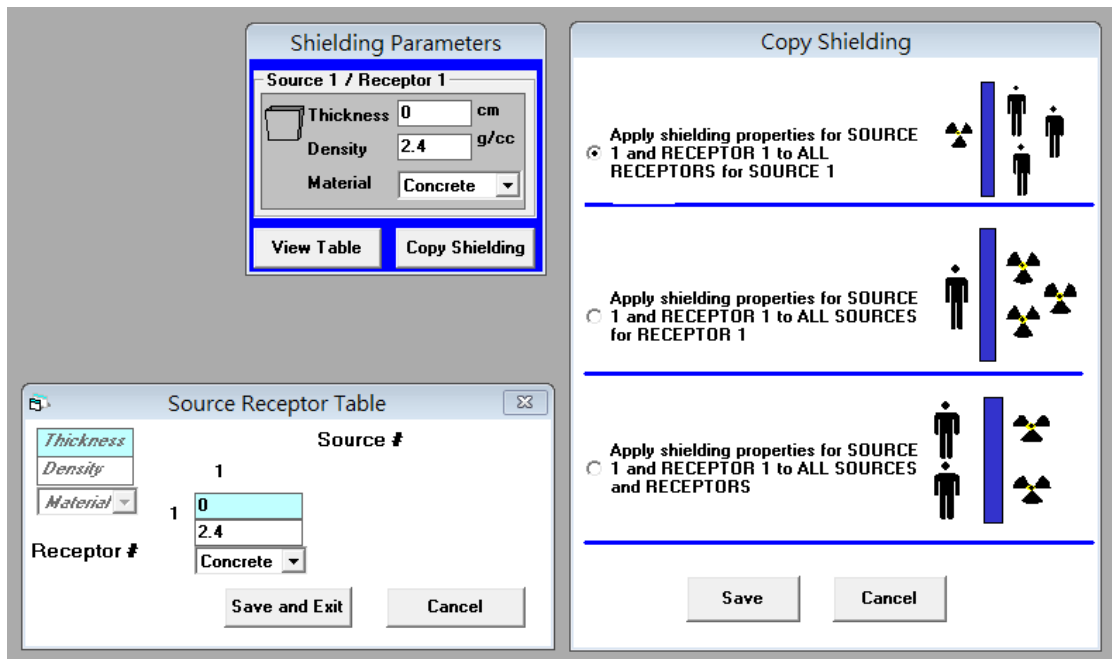 Shielding Parameters
Source 1 / Receptor 1
Thickness 0 cm
Density 2.4 g/cc
Material Concrete
View Table Copy Shielding
Copy Shielding
Apply shielding properties for SOURCE
1 and RECEPTOR 1 to ALL
RECEPTORS for SOURCE 1
Apply shielding properties for SOURCE
1 and RECEPTOR 1 to ALL SOURCES
for RECEPTOR 1
Apply shielding properties for SOURCE
1 and RECEPTOR 1 to ALL SOURCES
and RECEPTORS
Save Cancel
Source Receptor Table
Thickness
Density
Material
Source #
1
1 0
2.4
Concrete
Receptor #
Save and Exit Cancel